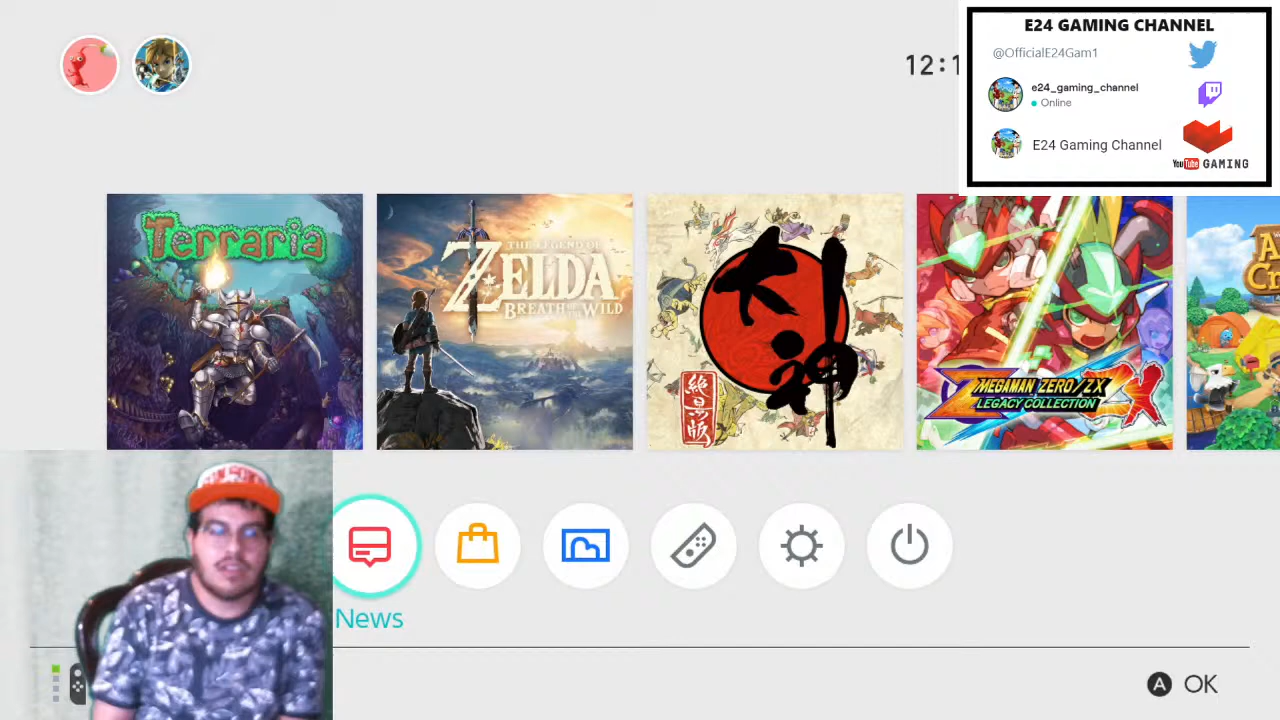 12:1
E24 GAMING CHANNEL
@OfficialE24Gam1
e24_gaming_channel
Online
E24 Gaming Channel
YouTube GAMING
Terraria
THE LEGEND OF
ZELDA
BREATH OF THE WILD
大神
絶景版
MEGAMAN ZERO/ZX
LEGACY COLLECTION
ZX
News
A OK